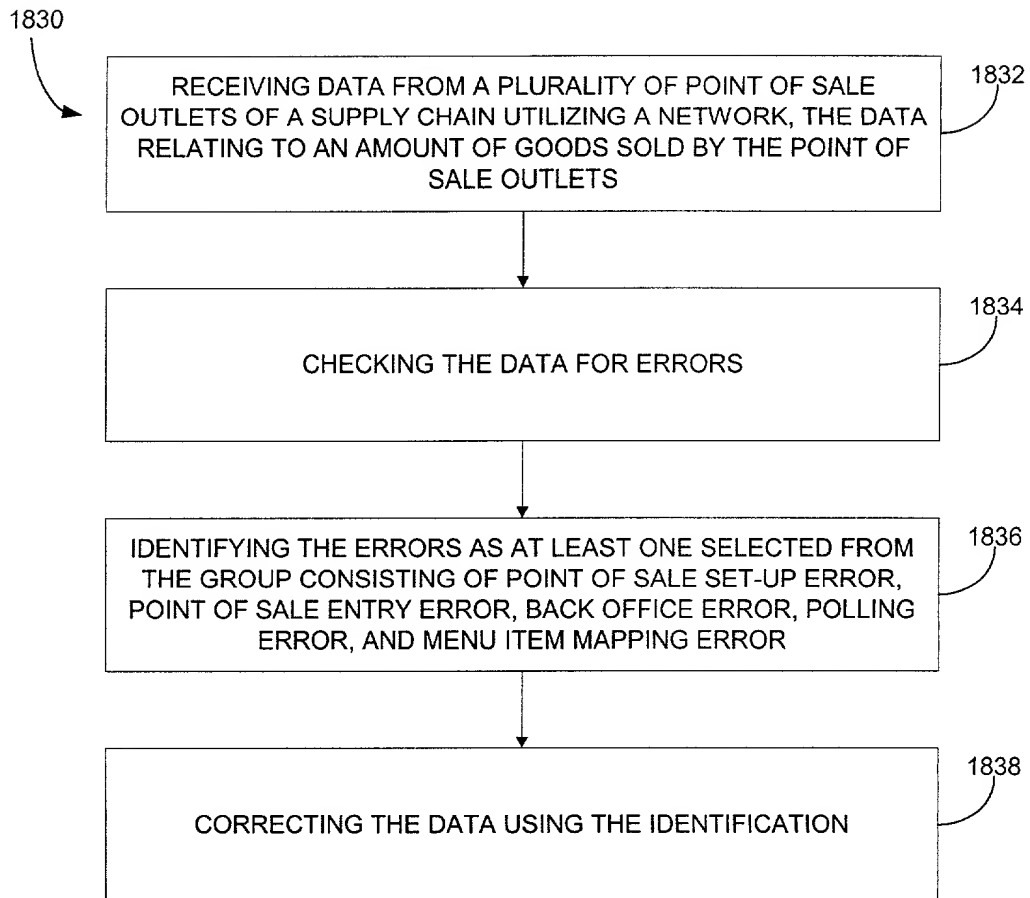 1830
RECEIVING DATA FROM A PLURALITY OF POINT OF SALE
OUTLETS OF A SUPPLY CHAIN UTILIZING A NETWORK, THE DATA
RELATING TO AN AMOUNT OF GOODS SOLD BY THE POINT OF
SALE OUTLETS
1832
CHECKING THE DATA FOR ERRORS
1834
IDENTIFYING THE ERRORS AS AT LEAST ONE SELECTED FROM
THE GROUP CONSISTING OF POINT OF SALE SET-UP ERROR,
POINT OF SALE ENTRY ERROR, BACK OFFICE ERROR, POLLING
ERROR, AND MENU ITEM MAPPING ERROR
1836
CORRECTING THE DATA USING THE IDENTIFICATION
1838